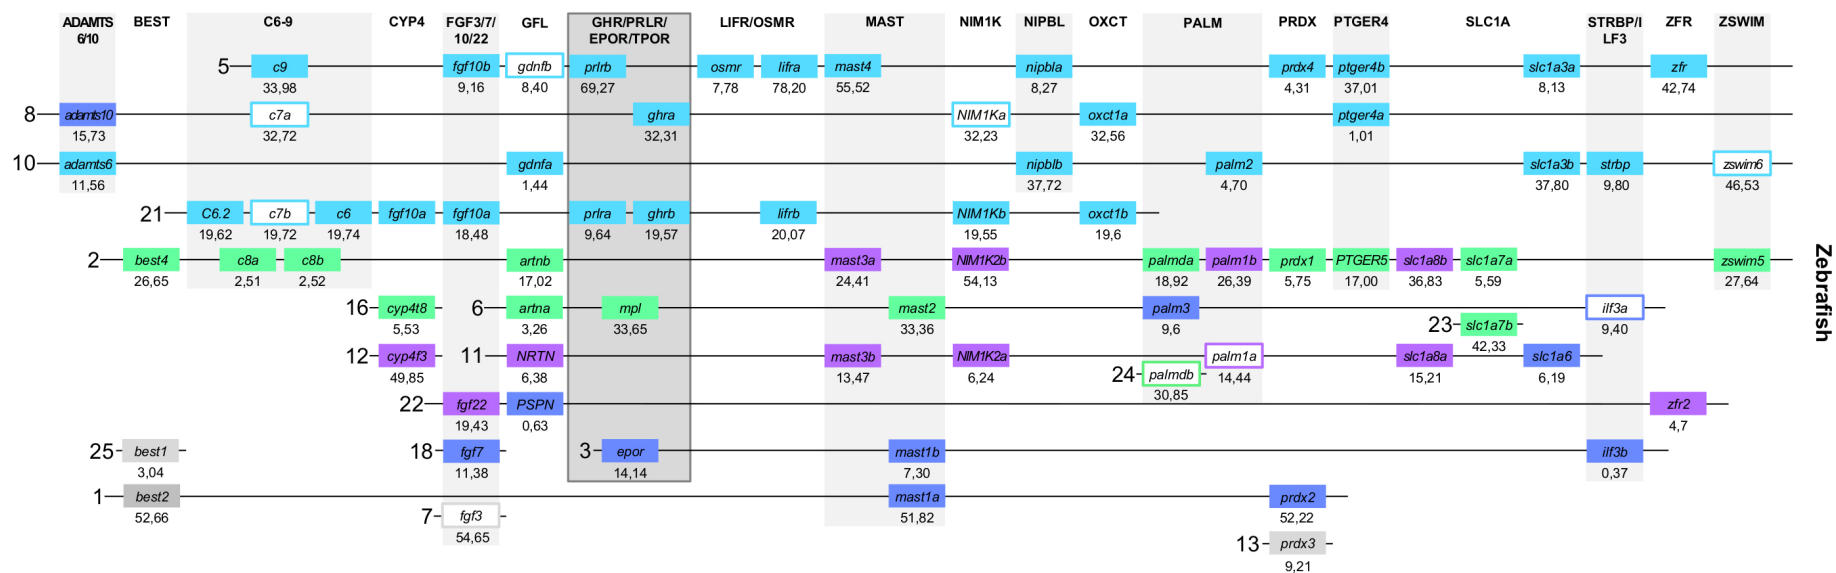 ADAMTS 6/10 BEST C6-9 CYP4 FGF3/7/ 10/22 GFL GHR/PRLR/ EPOR/TPOR LIFR/OSMR MAST NIM1K NIPBL OXCT PALM PRDX PTGER4 SLC1A STRBP/I LF3 ZFR ZSWIM
5 c9 fgf10b gdnfb prlrb osmr lifra mast4 nipbla prdx4 ptger4b slc1a3a zfr
33,98 9,16 8,40 69,27 7,78 78,20 55,52 8,27 4,31 37,01 8,13 42,74
8 adamts10 c7a ghra NIM1Ka oxct1a ptger4a
15,73 32,72 32,31 32,23 32,56 1,01
10 adamts6 gdnfa nipblb palm2 slc1a3b strbp zswim6
11,56 1,44 37,72 4,70 37,80 9,80 46,53
21 C6.2 c7b c6 fgf10a fgf10a prlra ghrb lifrb NIM1Kb oxct1b
19,62 19,72 19,74 18,48 9,64 19,57 20,07 19,55 19,6
2 best4 c8a c8b artnb mast3a NIM1K2b palmda palm1b prdx1 PTGER5 slc1a8b slc1a7a zswim5
26,65 2,51 2,52 17,02 24,41 54,13 18,92 26,39 5,75 17,00 36,83 5,59 27,64
16 cyp4t8 6 artna mpl mast2 palm3 ilf3a
5,53 3,26 33,65 33,36 9,6 9,40
23 slc1a7b
42,33
12 cyp4f3 11 NRTN mast3b NIM1K2a palm1a slc1a8a slc1a6
49,85 6,38 13,47 6,24 14,44 15,21 6,19
24 palmdb
30,85
22 fgf22 PSPN zfr2
19,43 0,63 4,7
25 best1 18 fgf7 3 epor mast1b ilf3b
3,04 11,38 14,14 7,30 0,37
1 best2 mast1a prdx2
52,66 51,82 52,22
7 fgf3
54,65
13 prdx3
9,21
Zebrafish